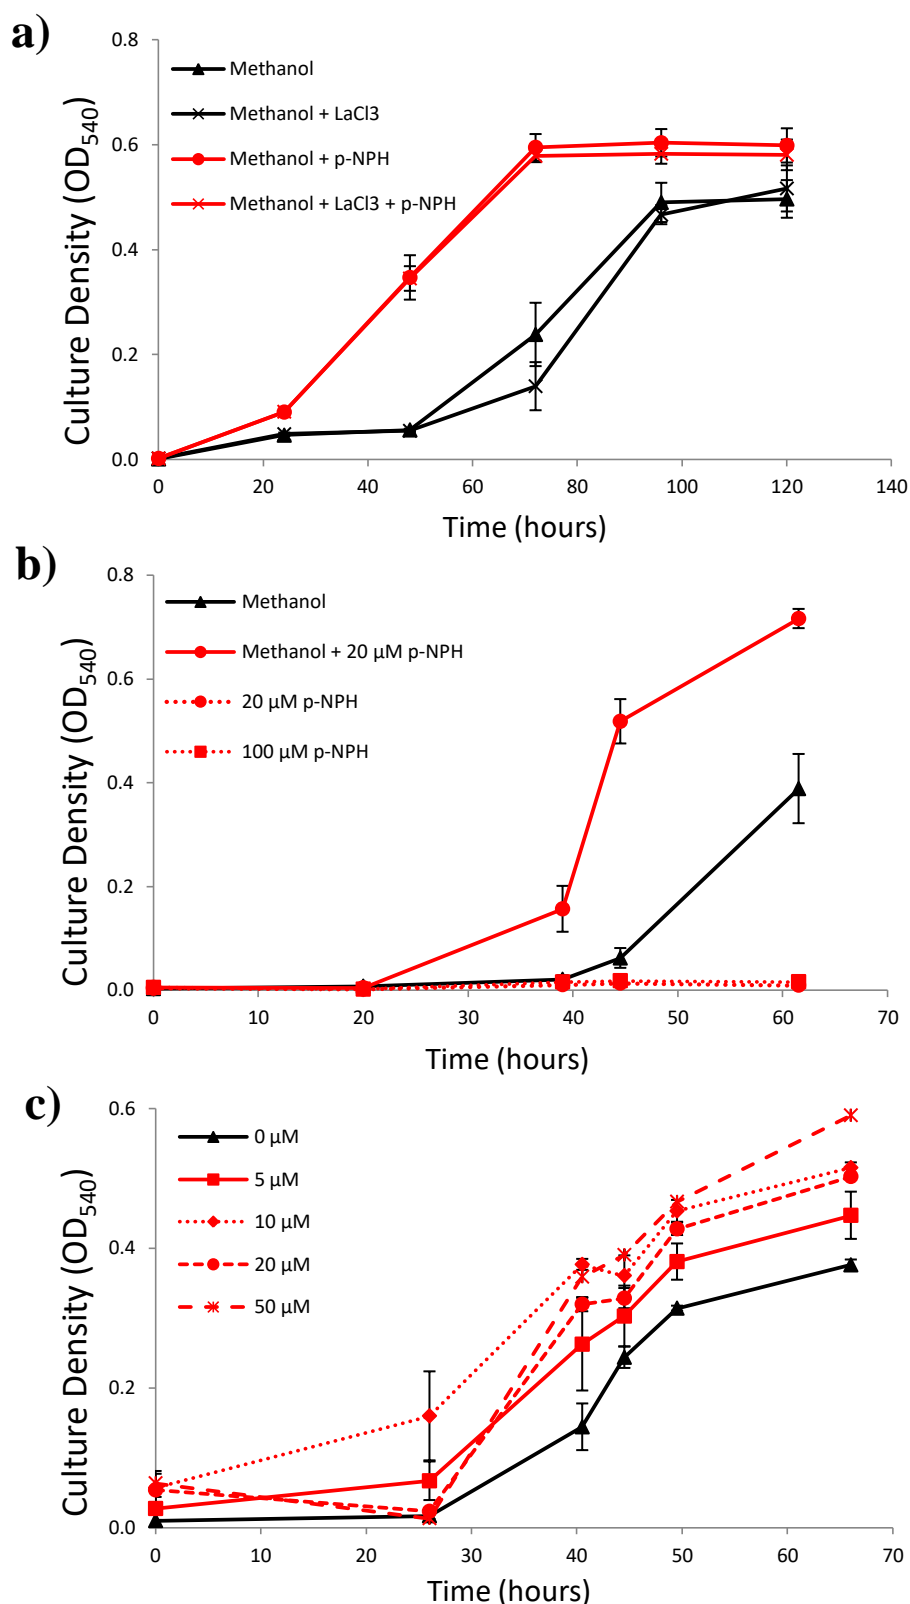 a)
0.8
0.6
0.4
0.2
0.0
Culture Density (OD540)
Methanol
Methanol + LaCl3
Methanol + p-NPH
Methanol + LaCl3 + p-NPH
0 20 40 60 80 100 120 140
Time (hours)
b)
0.8
0.6
0.4
0.2
0.0
Culture Density (OD540)
Methanol
Methanol + 20 µM p-NPH
20 µM p-NPH
100 µM p-NPH
0 10 20 30 40 50 60 70
Time (hours)
c)
0.6
0.4
0.2
0.0
Culture Density (OD540)
0 µM
5 µM
10 µM
20 µM
50 µM
0 10 20 30 40 50 60 70
Time (hours)